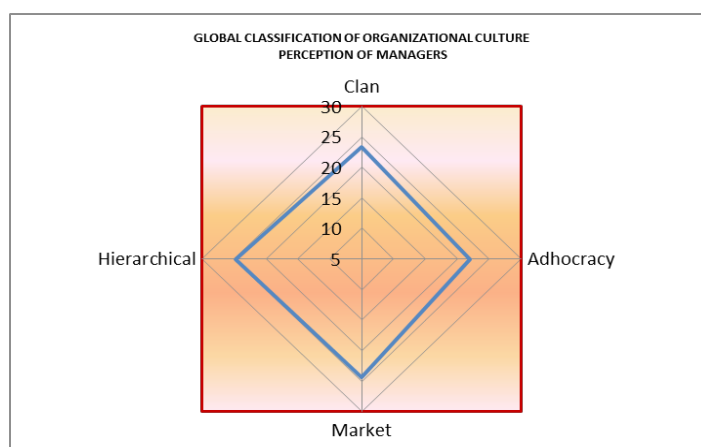 GLOBAL CLASSIFICATION OF ORGANIZATIONAL CULTURE
PERCEPTION OF MANAGERS
Clan
30
25
20
15
10
Hierarchical 5 Adhocracy
Market